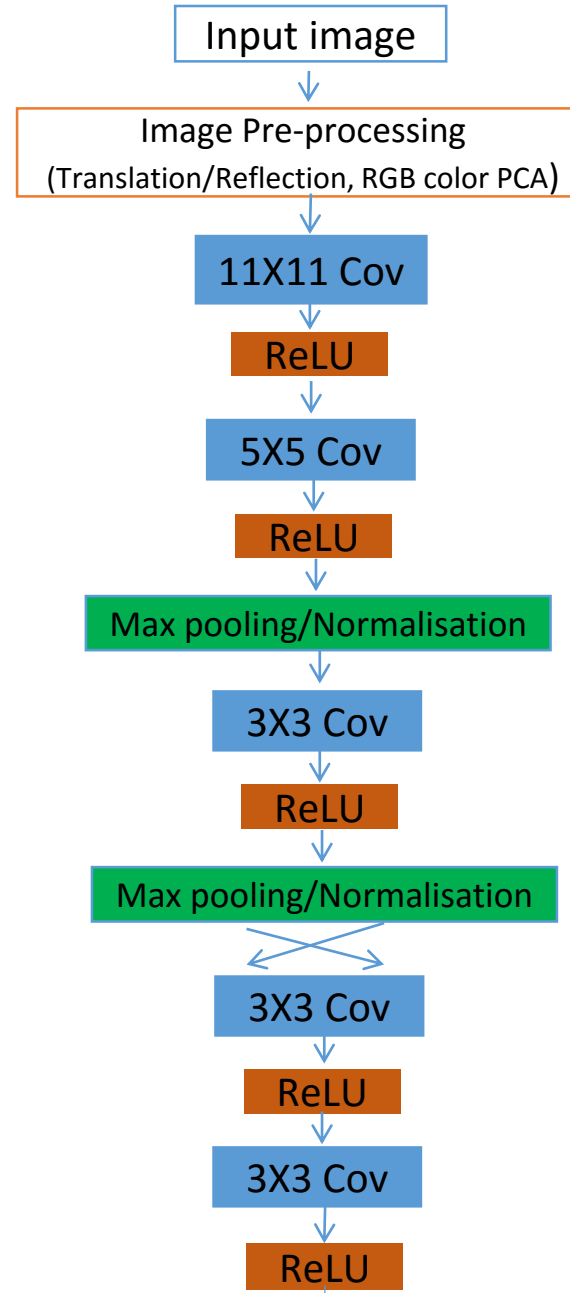 Input image
Image Pre-processing
(Translation/Reflection, RGB color PCA)
11X11 Cov
ReLU
5X5 Cov
ReLU
Max pooling/Normalisation
3X3 Cov
ReLU
Max pooling/Normalisation
3X3 Cov
ReLU
3X3 Cov
ReLU